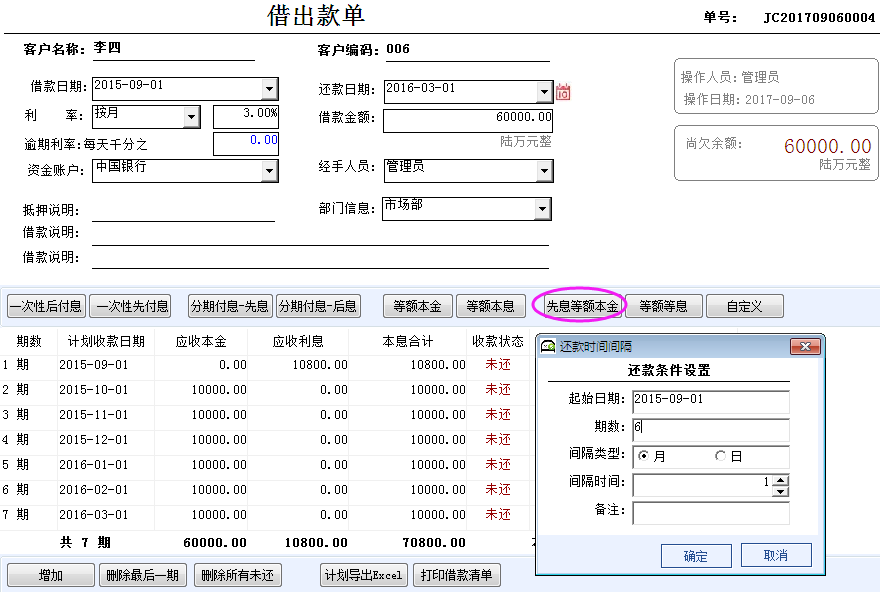 借出款单
单号: JC201709060004
客户名称: 李四
客户编码: 006
借款日期: 2015-09-01
还款日期: 2016-03-01
利 率: 按月 3.00%
借款金额: 60000.00
逾期利率:每天千分之 0.00
陆万元整
资金账户: 中国银行
经手人员: 管理员
抵押说明:
部门信息: 市场部
借款说明:
借款说明:
操作人员: 管理员
操作日期: 2017-09-06
尚欠余额: 60000.00
陆万元整
一次性后付息 一次性先付息 分期付息-先息 分期付息-后息 等额本金 等额本息 先息等额本金 等额等息 自定义
期数 计划收款日期 应收本金 应收利息 本息合计 收款状态
1 期 2015-09-01 0.00 10800.00 10800.00 未还
2 期 2015-10-01 10000.00 0.00 10000.00 未还
3 期 2015-11-01 10000.00 0.00 10000.00 未还
4 期 2015-12-01 10000.00 0.00 10000.00 未还
5 期 2016-01-01 10000.00 0.00 10000.00 未还
6 期 2016-02-01 10000.00 0.00 10000.00 未还
7 期 2016-03-01 10000.00 0.00 10000.00 未还
共 7 期 60000.00 10800.00 70800.00
还款时间间隔
还款条件设置
起始日期: 2015-09-01
期数: 6
间隔类型: 月 日
间隔时间: 1
备注:
确定 取消
增加 删除最后一期 删除所有未还 计划导出Excel 打印借款清单